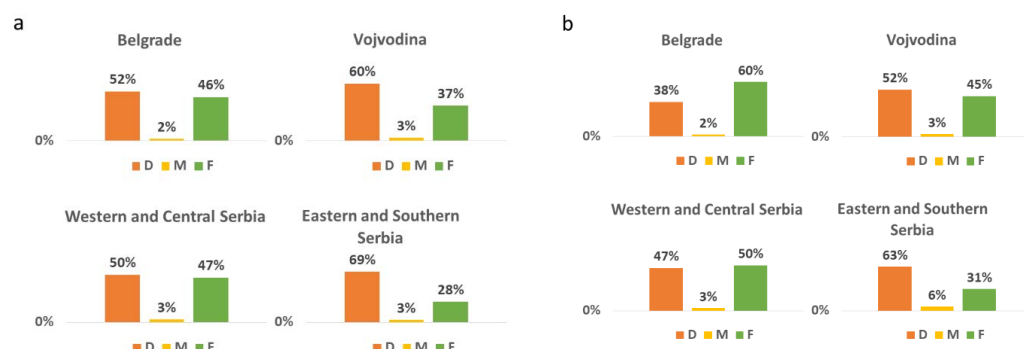 a
Belgrade
52%
2%
46%
0%
D M F
Vojvodina
60%
3%
37%
0%
D M F
Western and Central Serbia
50%
3%
47%
0%
D M F
Eastern and Southern
Serbia
69%
3%
28%
0%
D M F
b
Belgrade
38%
2%
60%
0%
D M F
Vojvodina
52%
3%
45%
0%
D M F
Western and Central Serbia
47%
3%
50%
0%
D M F
Eastern and Southern
Serbia
63%
6%
31%
0%
D M F